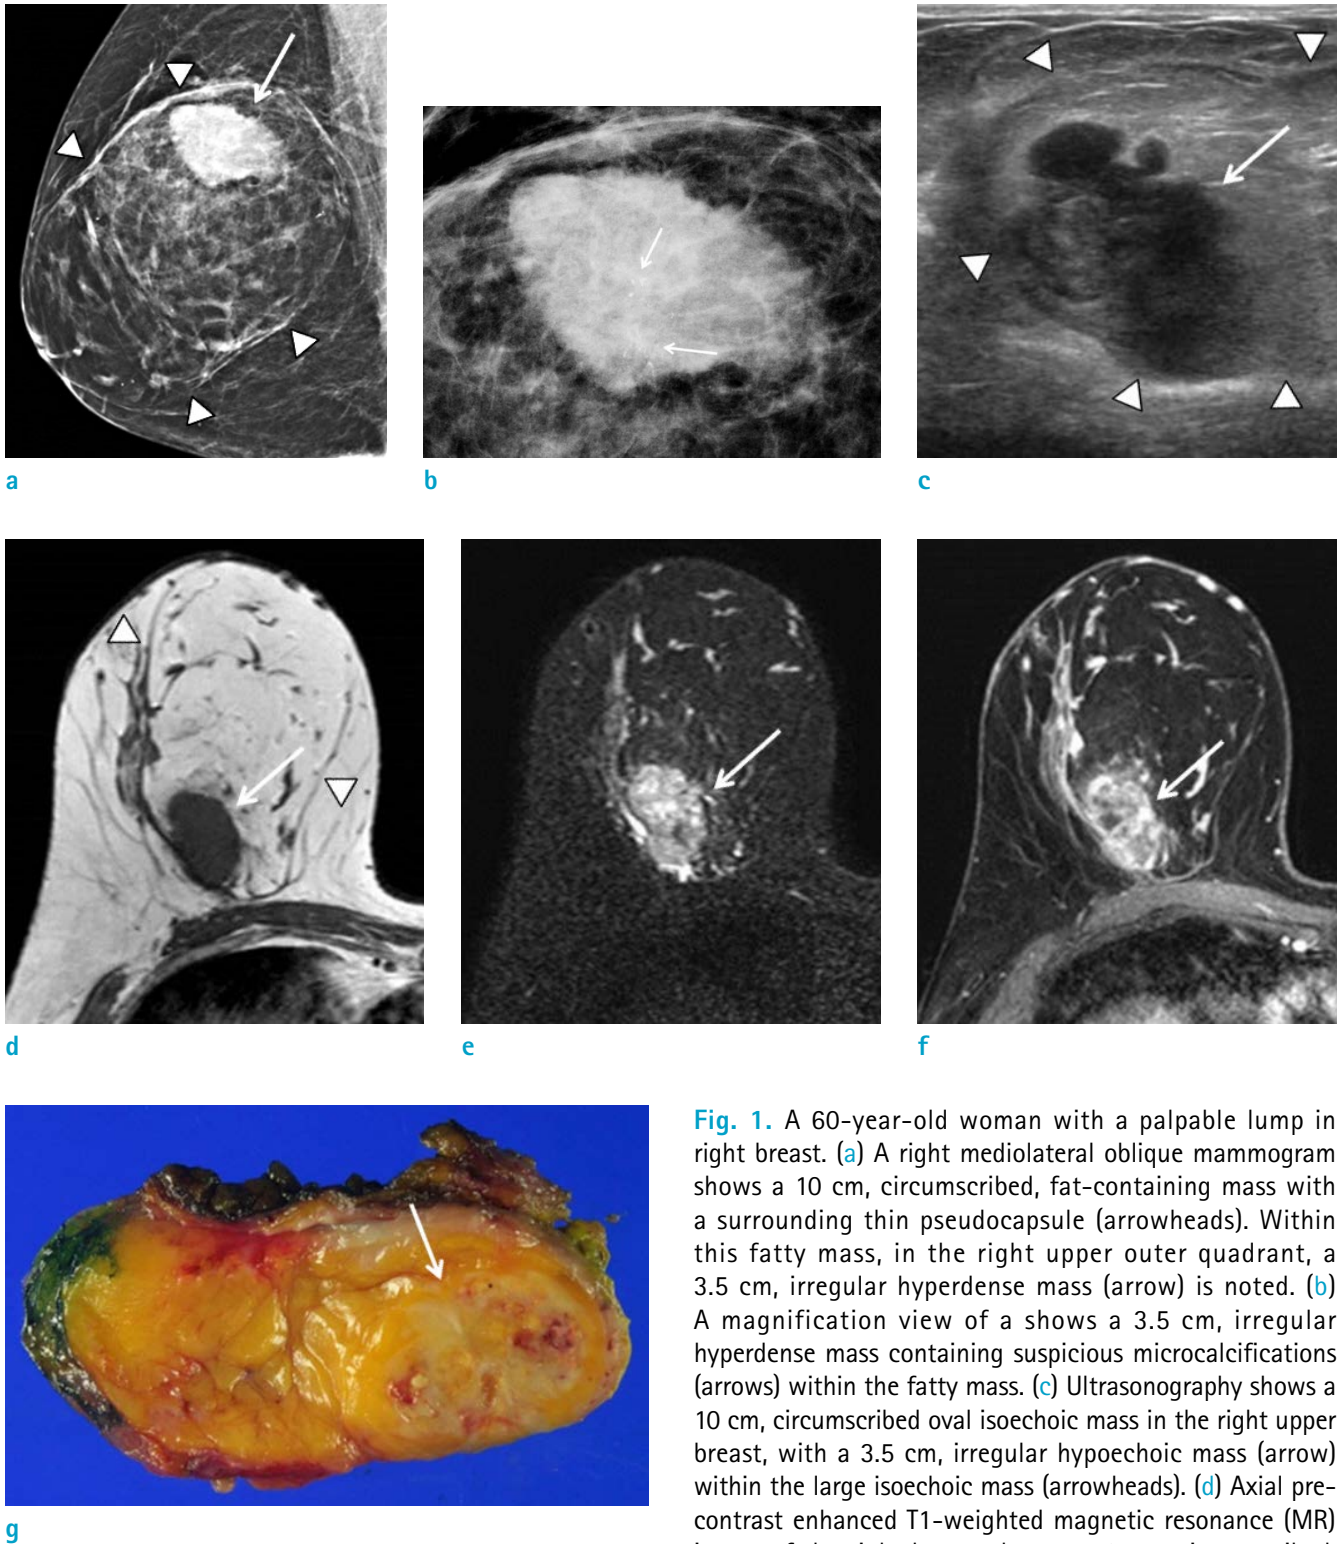 a
b
c
d
e
f
g
Fig. 1. A 60-year-old woman with a palpable lump in
right breast. (a) A right mediolateral oblique mammogram
shows a 10 cm, circumscribed, fat-containing mass with
a surrounding thin pseudocapsule (arrowheads). Within
this fatty mass, in the right upper outer quadrant, a
3.5 cm, irregular hyperdense mass (arrow) is noted. (b)
A magnification view of a shows a 3.5 cm, irregular
hyperdense mass containing suspicious microcalcifications
(arrows) within the fatty mass. (c) Ultrasonography shows a
10 cm, circumscribed oval isoechoic mass in the right upper
breast, with a 3.5 cm, irregular hypoechoic mass (arrow)
within the large isoechoic mass (arrowheads). (d) Axial pre-
contrast enhanced T1-weighted magnetic resonance (MR)